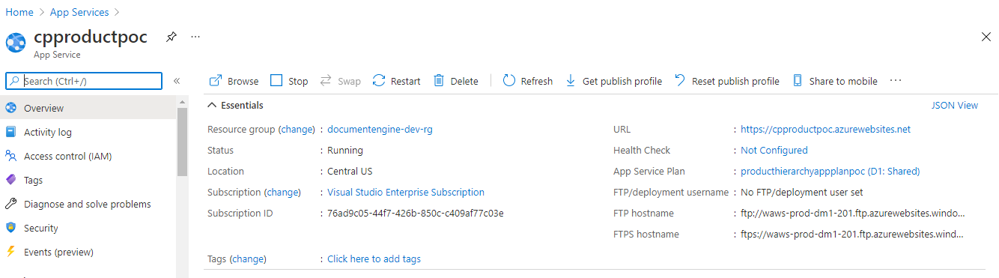 Home > App Services >
cpproductpoc
App Service
Search (Ctrl+/)
Overview
Activity log
Access control (IAM)
Tags
Diagnose and solve problems
Security
Events (preview)
Browse Stop Swap Restart Delete Refresh Get publish profile Reset publish profile Share to mobile ...
Essentials JSON View
Resource group (change) : documentengine-dev-rg
Status : Running
Location : Central US
Subscription (change) : Visual Studio Enterprise Subscription
Subscription ID : 76ad9c05-44f7-426b-850c-c409af77c03e
URL : https://cpproductpoc.azurewebsites.net
Health Check : Not Configured
App Service Plan : producthierarchyappplanpoc (D1: Shared)
FTP/deployment username : No FTP/deployment user set
FTP hostname : ftp://waws-prod-dm1-201.ftp.azurewebsites.windo...
FTPS hostname : ftps://waws-prod-dm1-201.ftp.azurewebsites.wind...
Tags (change) : Click here to add tags